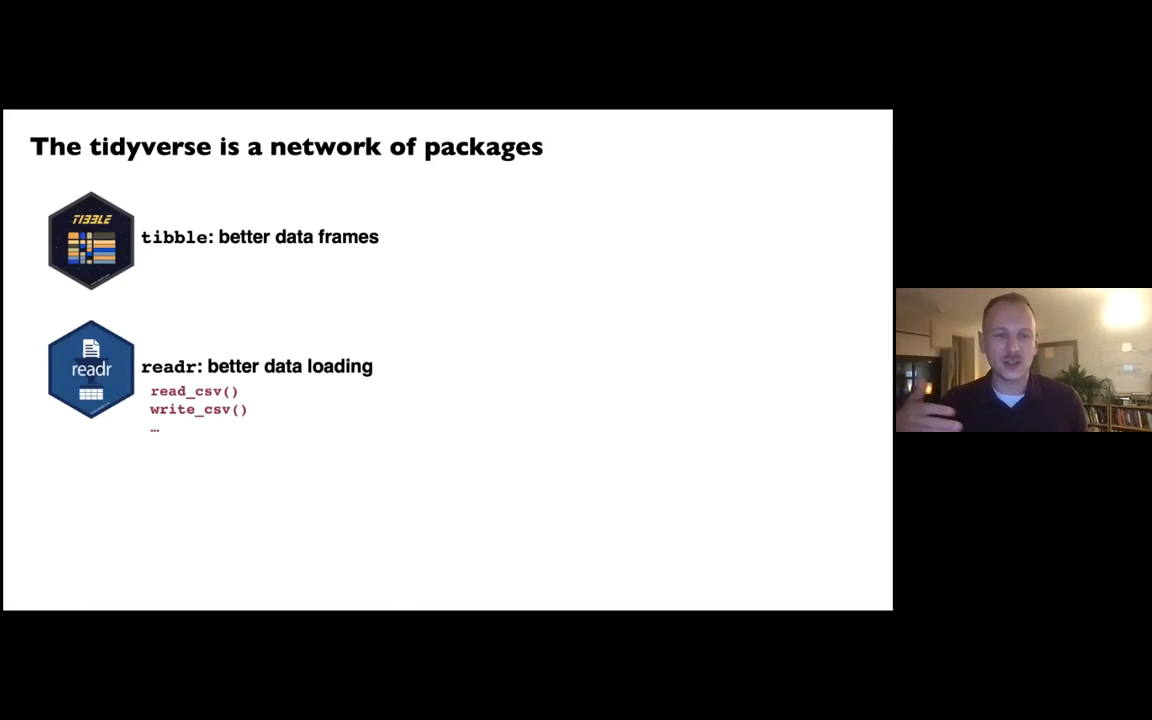 The tidyverse is a network of packages
TIBBLE
tibble: better data frames
readr
readr: better data loading
read_csv()
write_csv()
…